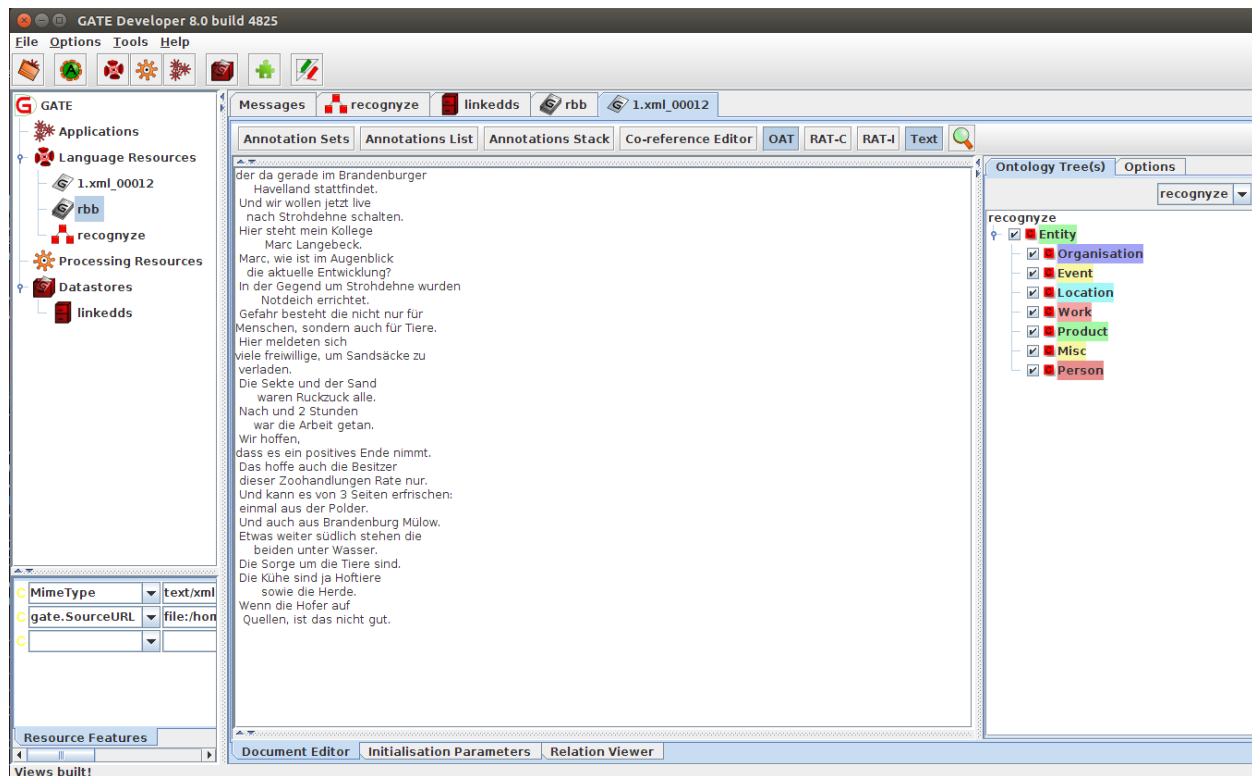 GATE Developer 8.0 build 4825
File Options Tools Help
GATE
Applications
Language Resources
1.xml_00012
rbb
recognyze
Processing Resources
Datastores
linkedds
MimeType text/xml
gate.SourceURL file:/hom
Resource Features
Messages recognyze linkedds rbb 1.xml_00012
Annotation Sets Annotations List Annotations Stack Co-reference Editor OAT RAT-C RAT-I Text
der da gerade im Brandenburger
Havelland stattfindet.
Und wir wollen jetzt live
nach Strohdehne schalten.
Hier steht mein Kollege
Marc Langebeck.
Marc, wie ist im Augenblick
die aktuelle Entwicklung?
In der Gegend um Strohdehne wurden
Notdeich errichtet.
Gefahr besteht die nicht nur für
Menschen, sondern auch für Tiere.
Hier meldeten sich
viele freiwillige, um Sandsäcke zu
verladen.
Die Sekte und der Sand
waren Ruckzuck alle.
Nach und 2 Stunden
war die Arbeit getan.
Wir hoffen,
dass es ein positives Ende nimmt.
Das hoffe auch die Besitzer
dieser Zoohandlungen Rate nur.
Und kann es von 3 Seiten erfrischen:
einmal aus der Polder.
Und auch aus Brandenburg Mülow.
Etwas weiter südlich stehen die
beiden unter Wasser.
Die Sorge um die Tiere sind.
Die Kühe sind ja Hoftiere
sowie die Herde.
Wenn die Hofer auf
Quellen, ist das nicht gut.
Document Editor Initialisation Parameters Relation Viewer
Ontology Tree(s) Options
recognyze
recognyze
Entity
Organisation
Event
Location
Work
Product
Misc
Person
Views built!